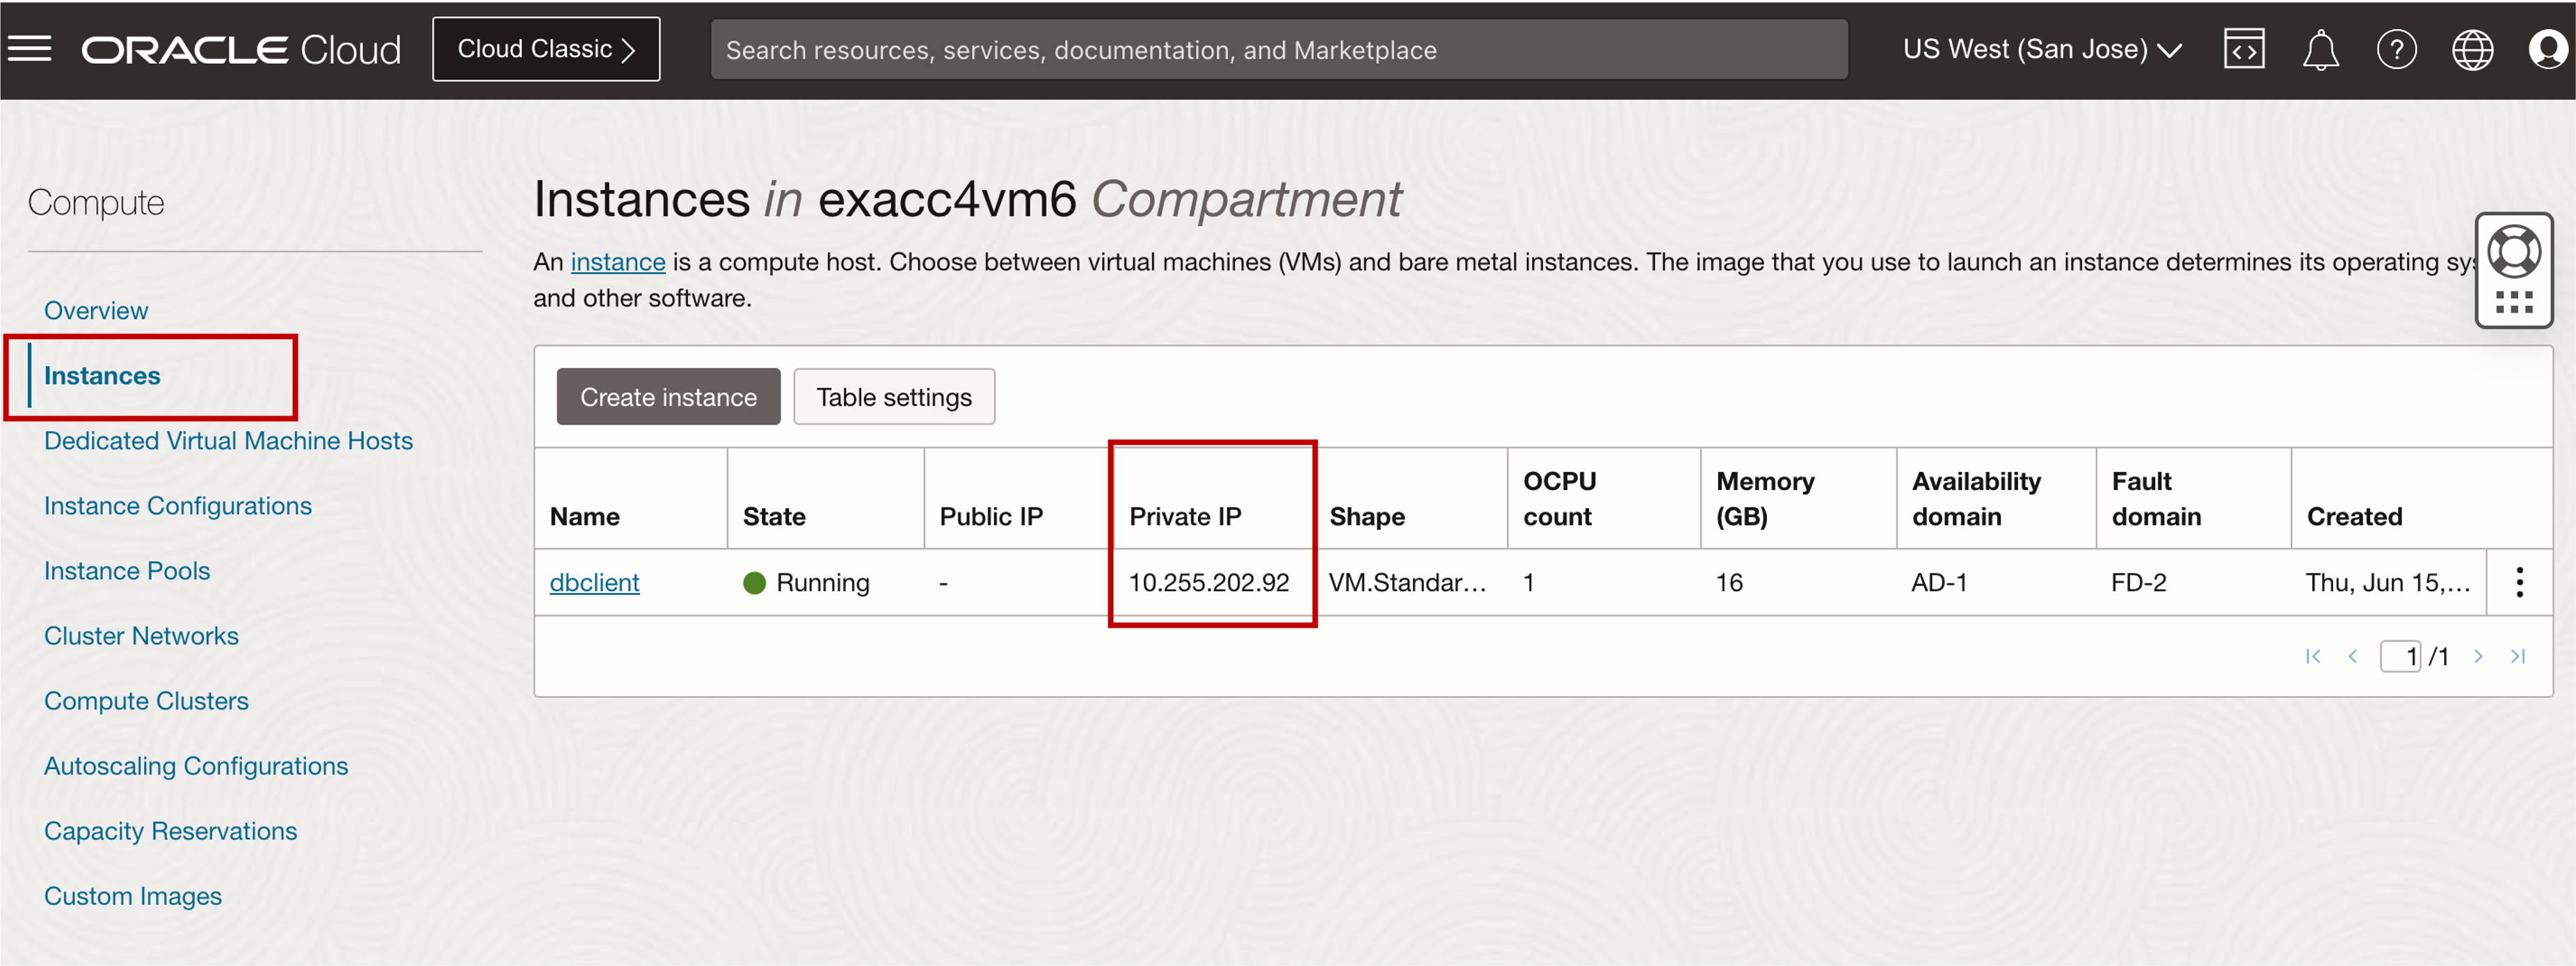 ORACLE Cloud
Cloud Classic
Search resources, services, documentation, and Marketplace
US West (San Jose)
Compute
Overview
Instances
Dedicated Virtual Machine Hosts
Instance Configurations
Instance Pools
Cluster Networks
Compute Clusters
Autoscaling Configurations
Capacity Reservations
Custom Images
Instances in exacc4vm6 Compartment
An instance is a compute host. Choose between virtual machines (VMs) and bare metal instances. The image that you use to launch an instance determines its operating
and other software.
Create instance
Table settings
Name State Public IP Private IP Shape OCPU count Memory (GB) Availability domain Fault domain Created
dbclient Running - 10.255.202.92 VM.Standar... 1 16 AD-1 FD-2 Thu, Jun 15,...
1 /1